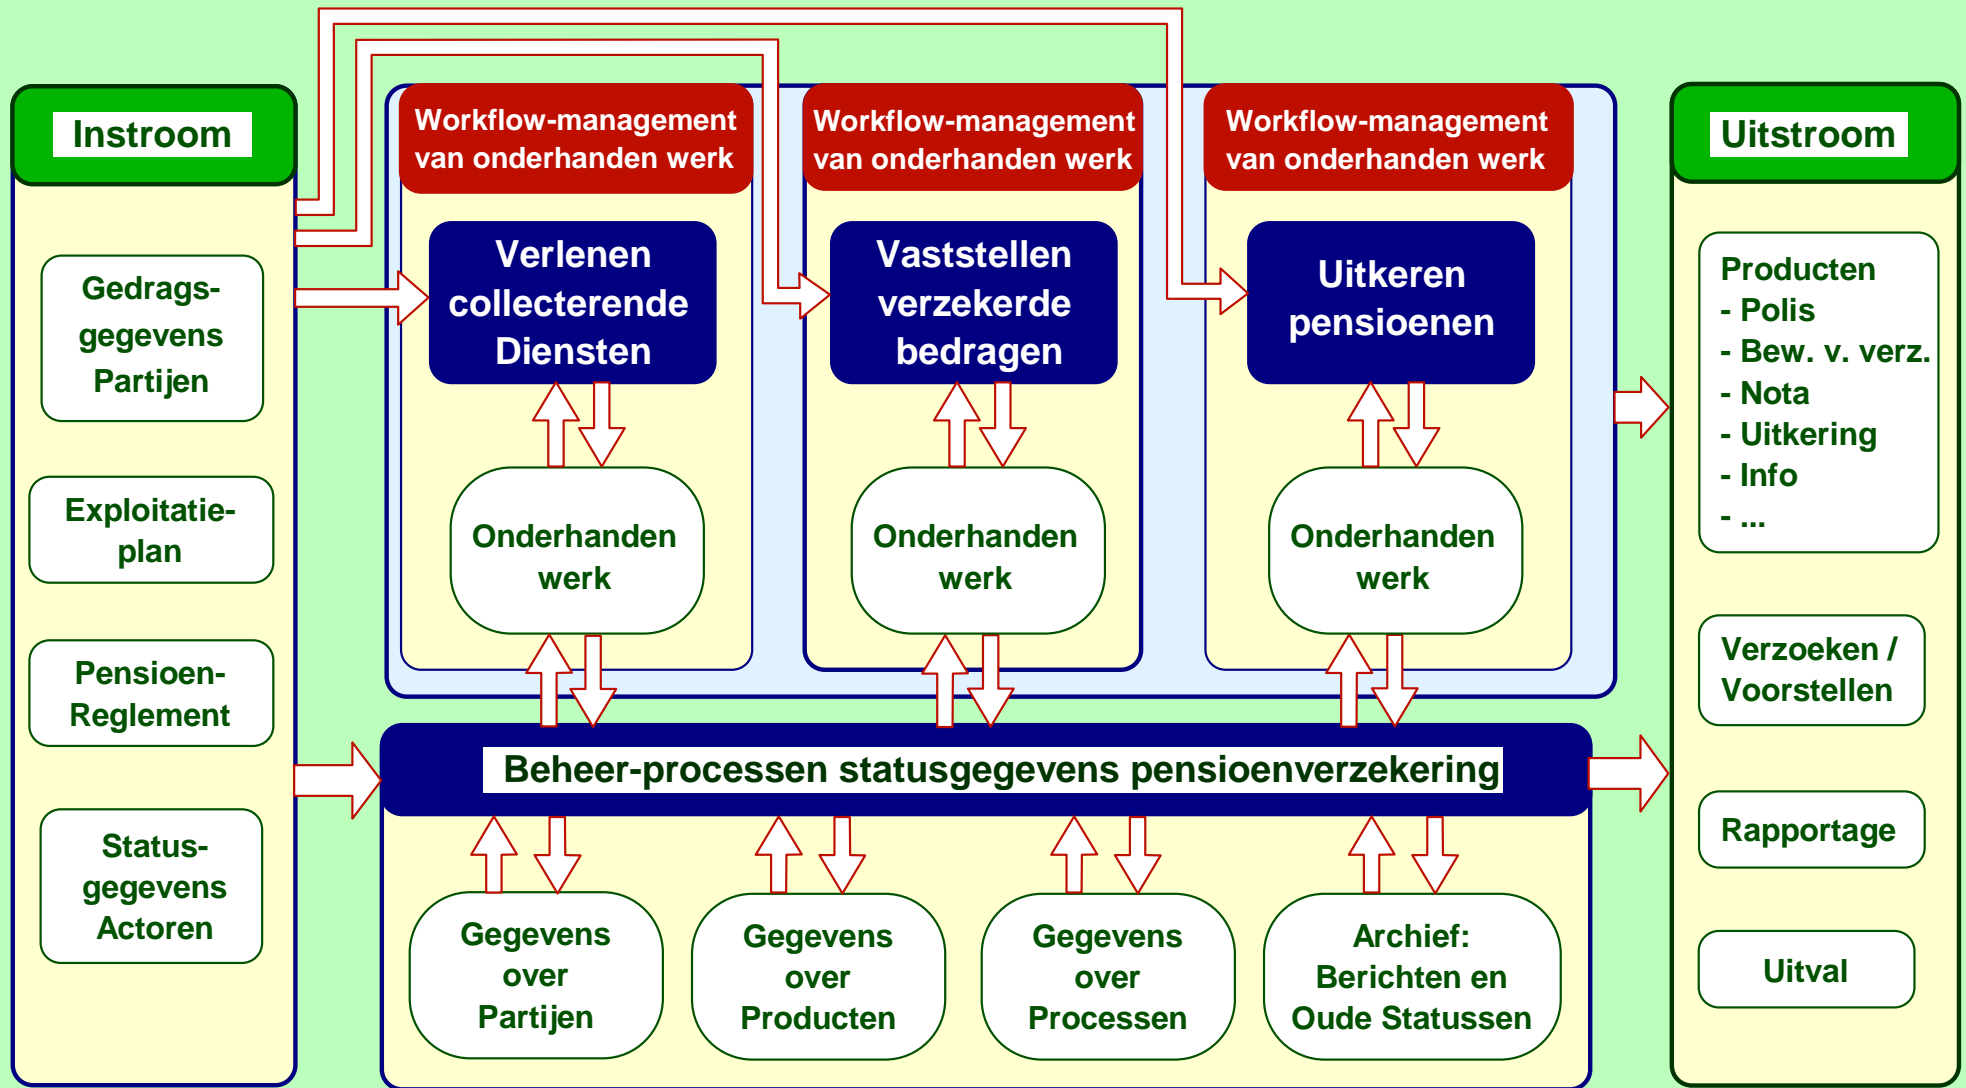 Instroom
Gedrags-
gegevens
Partijen
Exploitatie-
plan
Pensioen-
Reglement
Status-
gegevens
Actoren
Workflow-management
van onderhanden werk
Verlenen
collecterende
Diensten
Onderhanden
werk
Workflow-management
van onderhanden werk
Vaststellen
verzekerde
bedragen
Onderhanden
werk
Workflow-management
van onderhanden werk
Uitkeren
pensioenen
Onderhanden
werk
Beheer-processen statusgegevens pensioenverzekering
Gegevens
over
Partijen
Gegevens
over
Producten
Gegevens
over
Processen
Archief:
Berichten en
Oude Statussen
Uitstroom
Producten
- Polis
- Bew. v. verz.
- Nota
- Uitkering
- Info
- ...
Verzoeken /
Voorstellen
Rapportage
Uitval